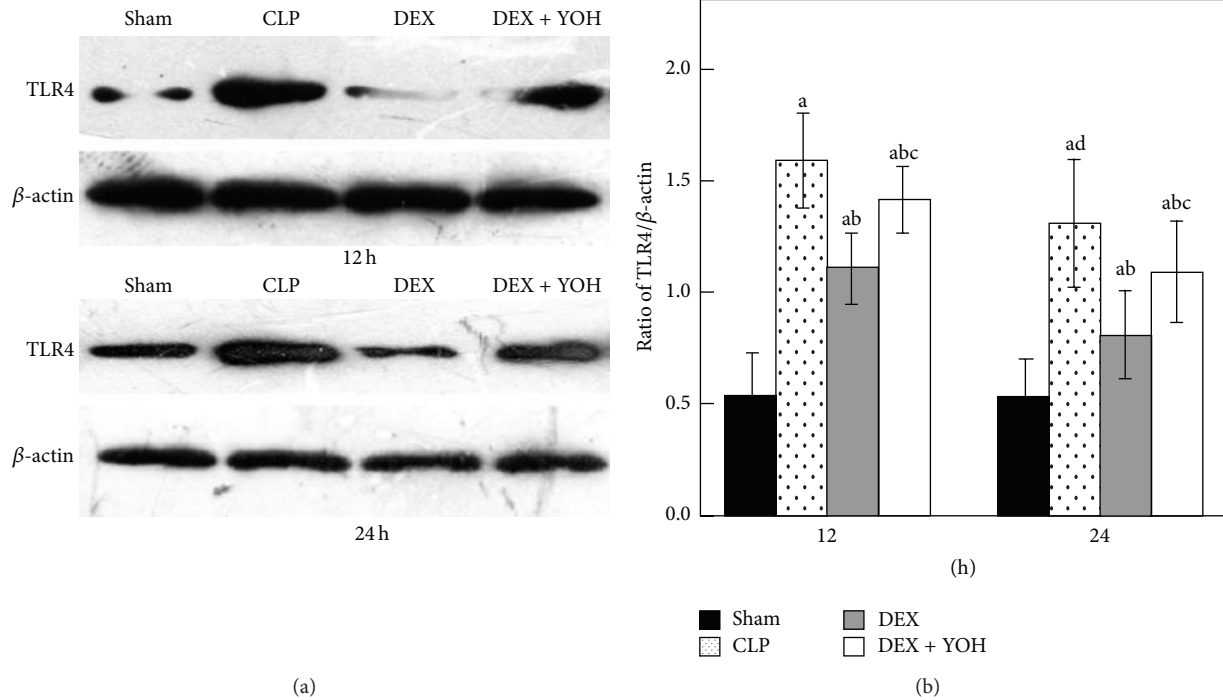 Sham CLP DEX DEX + YOH
TLR4
β-actin
12 h
Sham CLP DEX DEX + YOH
TLR4
β-actin
24 h
(a)
Ratio of TLR4/β-actin
2.0
1.5
1.0
0.5
0.0
a
ab
abc
ad
ab
abc
12 24
(h)
Sham DEX
CLP DEX + YOH
(b)